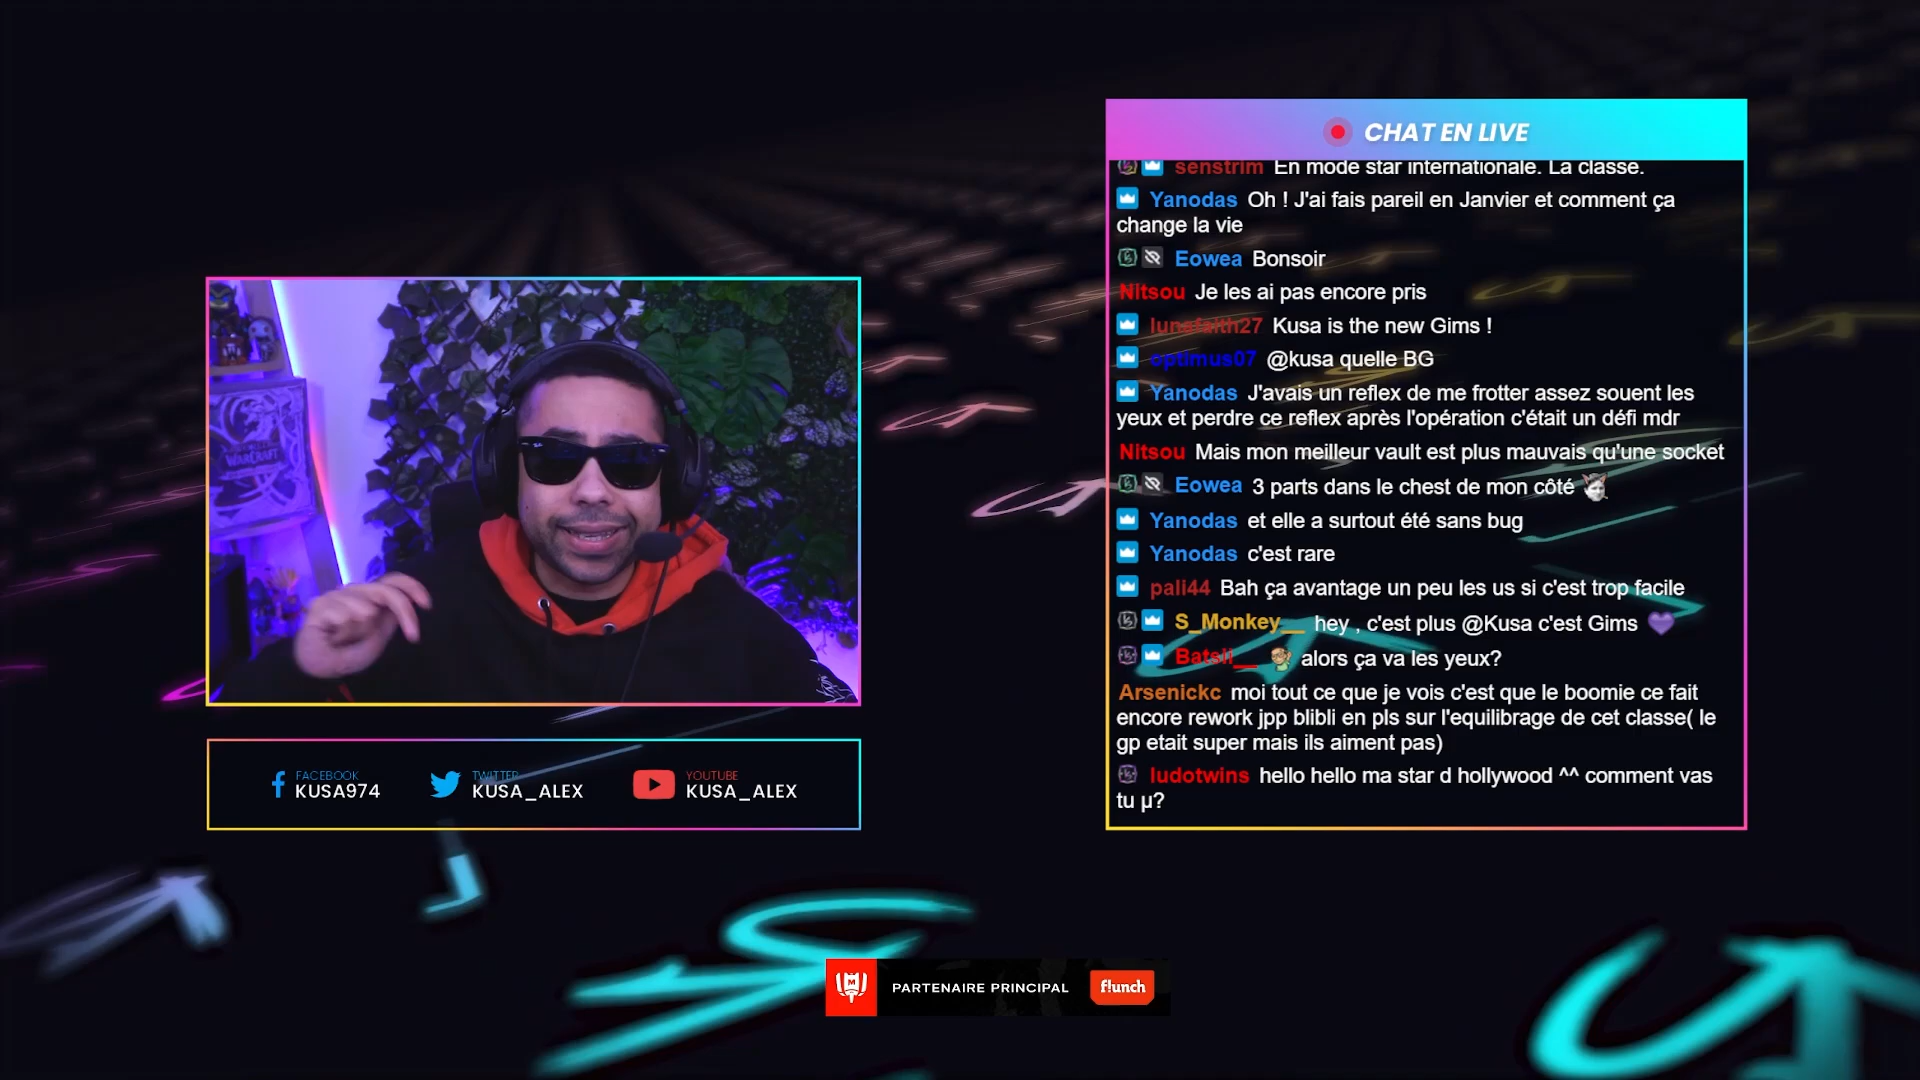 WARCRAFT
FACEBOOK
KUSA974
TWITTER
KUSA_ALEX
YOUTUBE
KUSA_ALEX
CHAT EN LIVE
senstrim En mode star internationale. La classe.
Yanodas Oh ! J'ai fais pareil en Janvier et comment ça
change la vie
Eowea Bonsoir
Nitsou Je les ai pas encore pris
lunafaith27 Kusa is the new Gims !
optimus07 @kusa quelle BG
Yanodas J'avais un reflex de me frotter assez souent les
yeux et perdre ce reflex après l'opération c'était un défi mdr
Nitsou Mais mon meilleur vault est plus mauvais qu'une socket
Eowea 3 parts dans le chest de mon côté
Yanodas et elle a surtout été sans bug
Yanodas c'est rare
pali44 Bah ça avantage un peu les us si c'est trop facile
S_Monkey__ hey , c'est plus @Kusa c'est Gims
Batsii__ alors ça va les yeux?
Arsenickc moi tout ce que je vois c'est que le boomie ce fait
encore rework jpp blibli en pls sur l'equilibrage de cet classe( le
gp etait super mais ils aiment pas)
ludotwins hello hello ma star d hollywood ^^ comment vas
tu µ?
PARTENAIRE PRINCIPAL
flunch